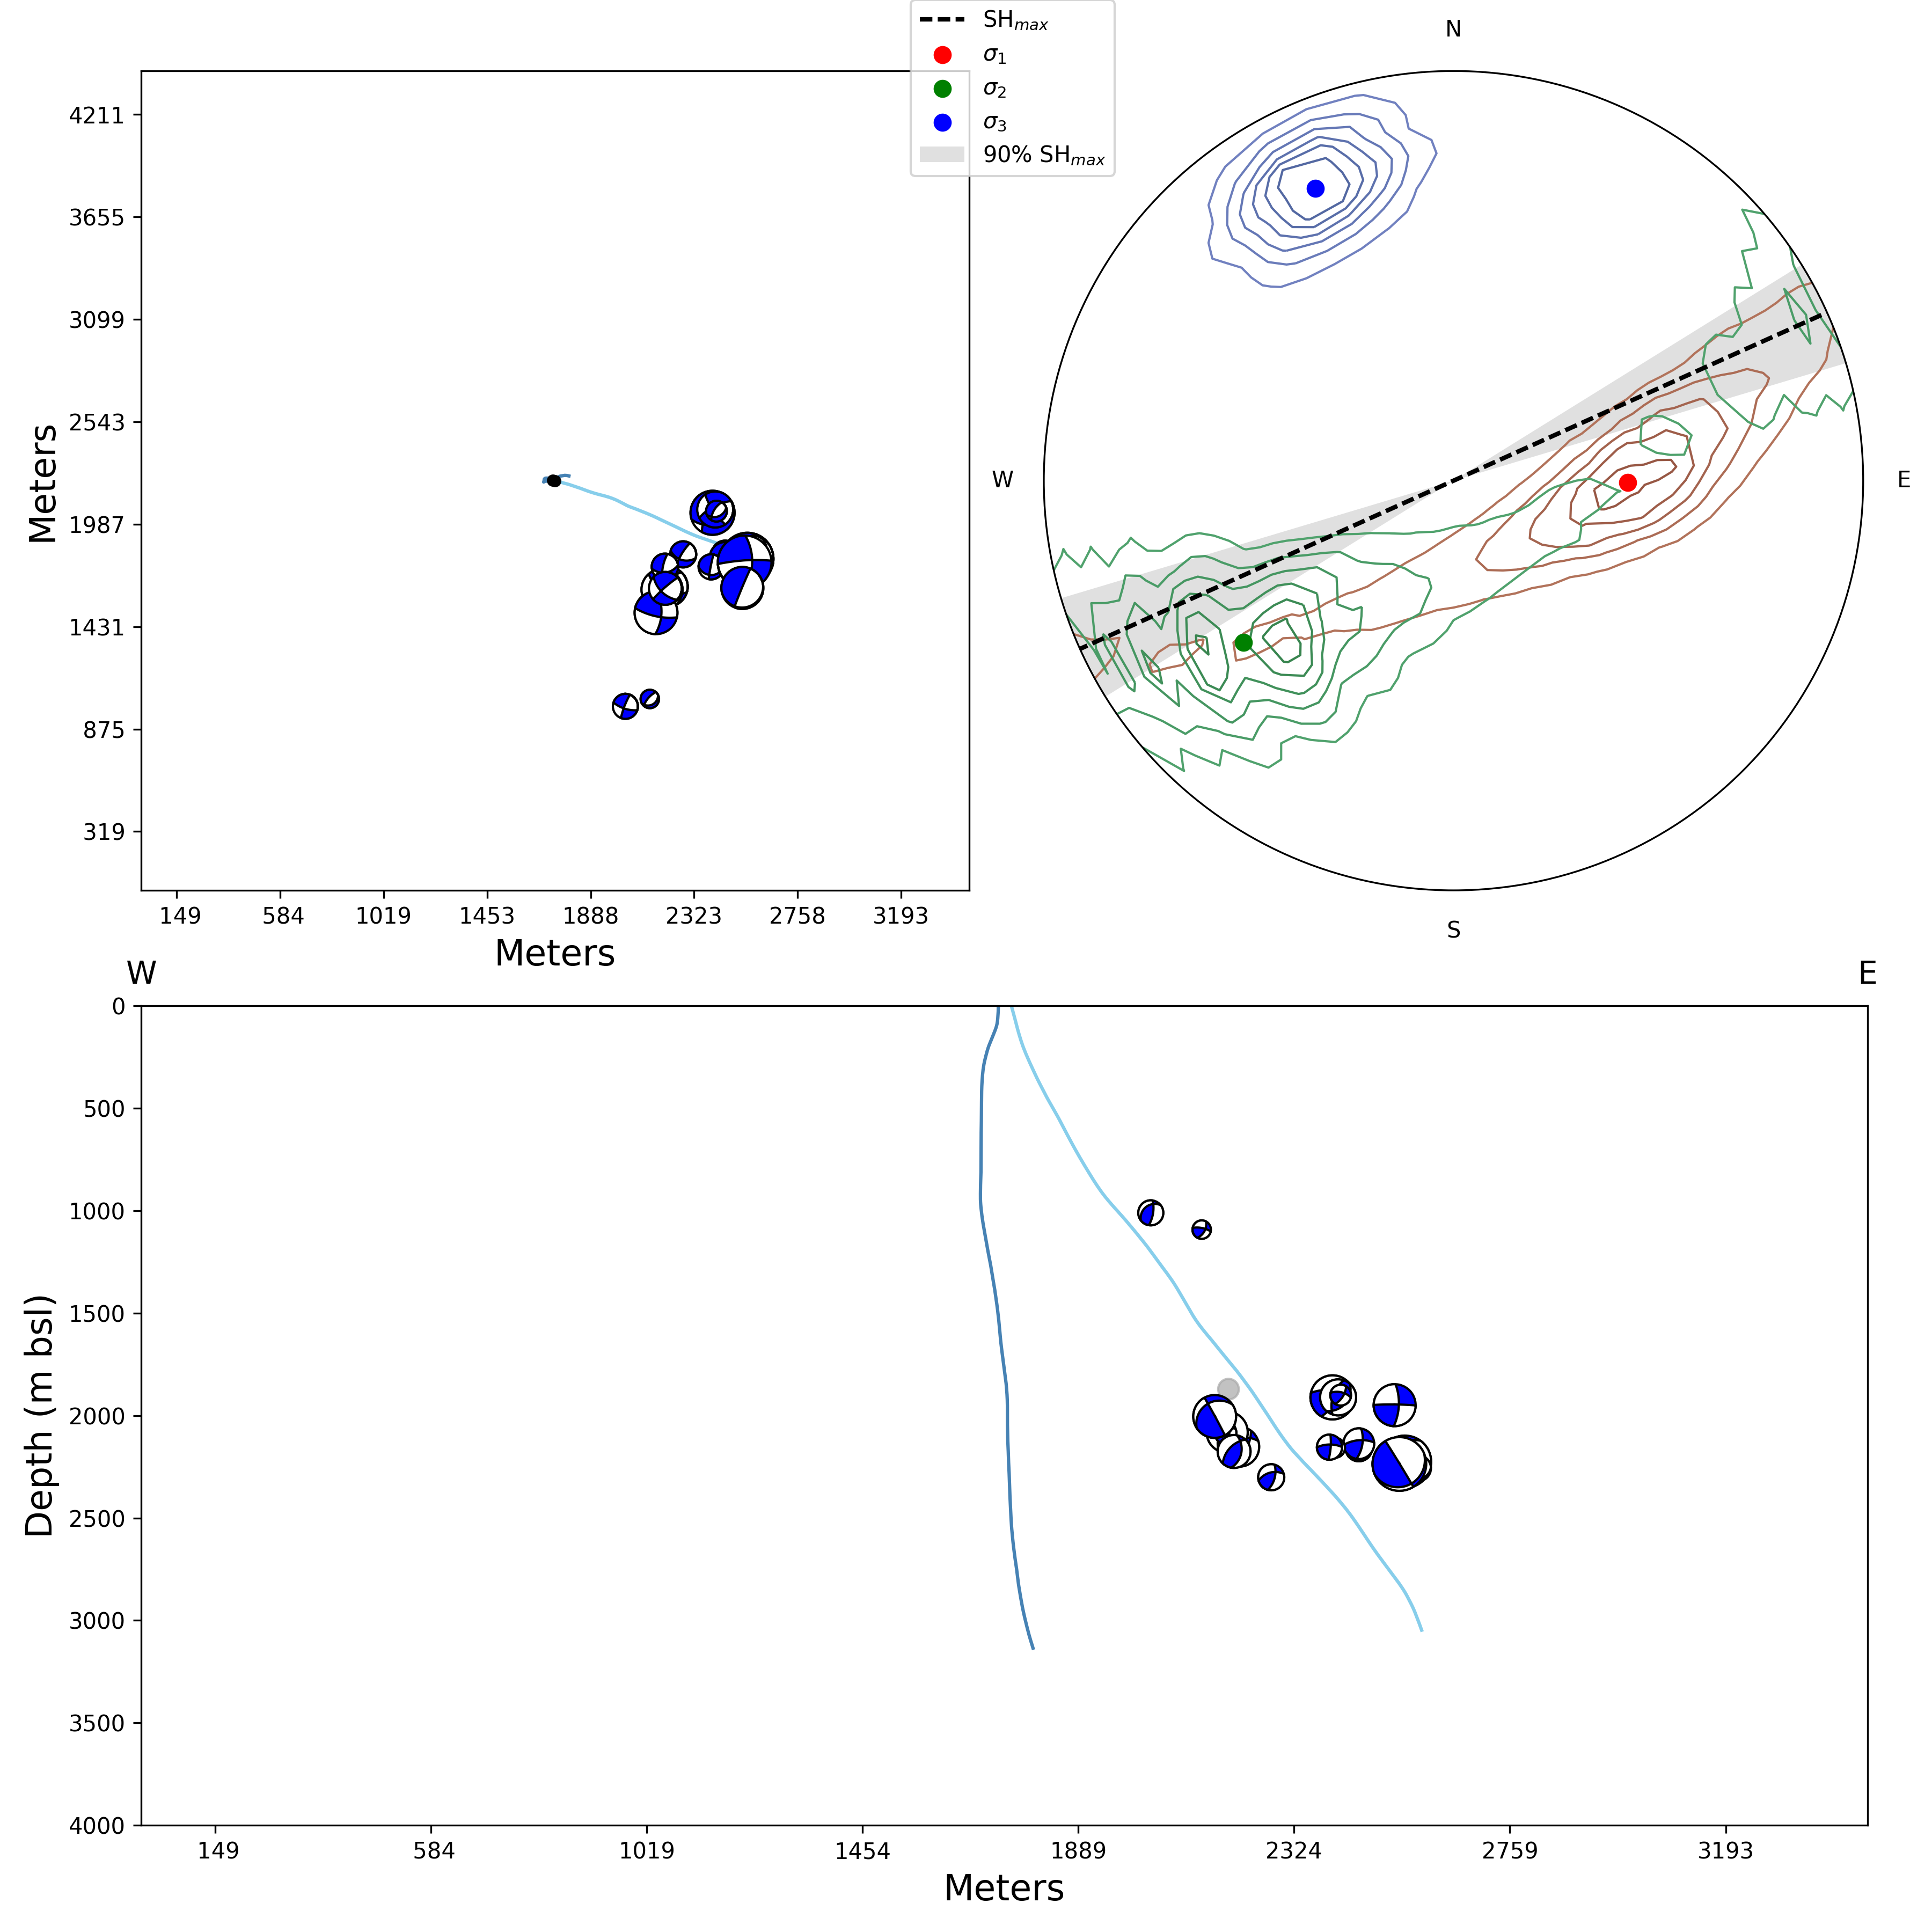 SHmax
σ1
σ2
σ3
90% SHmax
N
W
E
S
4211
3655
3099
2543
1987
1431
875
319
Meters
149 584 1019 1453 1888 2323 2758 3193
Meters
W
E
0
500
1000
1500
2000
2500
3000
3500
4000
Depth (m bsl)
149 584 1019 1454 1889 2324 2759 3193
Meters